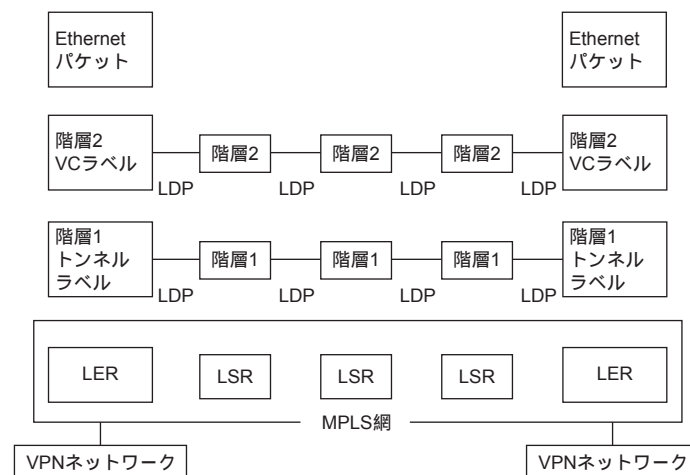 Ethernet
パケット
Ethernet
パケット
階層2
VCラベル
階層2
階層2
階層2
階層2
VCラベル
LDP
LDP
LDP
LDP
階層1
トンネル
ラベル
階層1
階層1
階層1
階層1
トンネル
ラベル
LDP
LDP
LDP
LDP
LER
LSR
LSR
LSR
LER
MPLS網
VPNネットワーク
VPNネットワーク